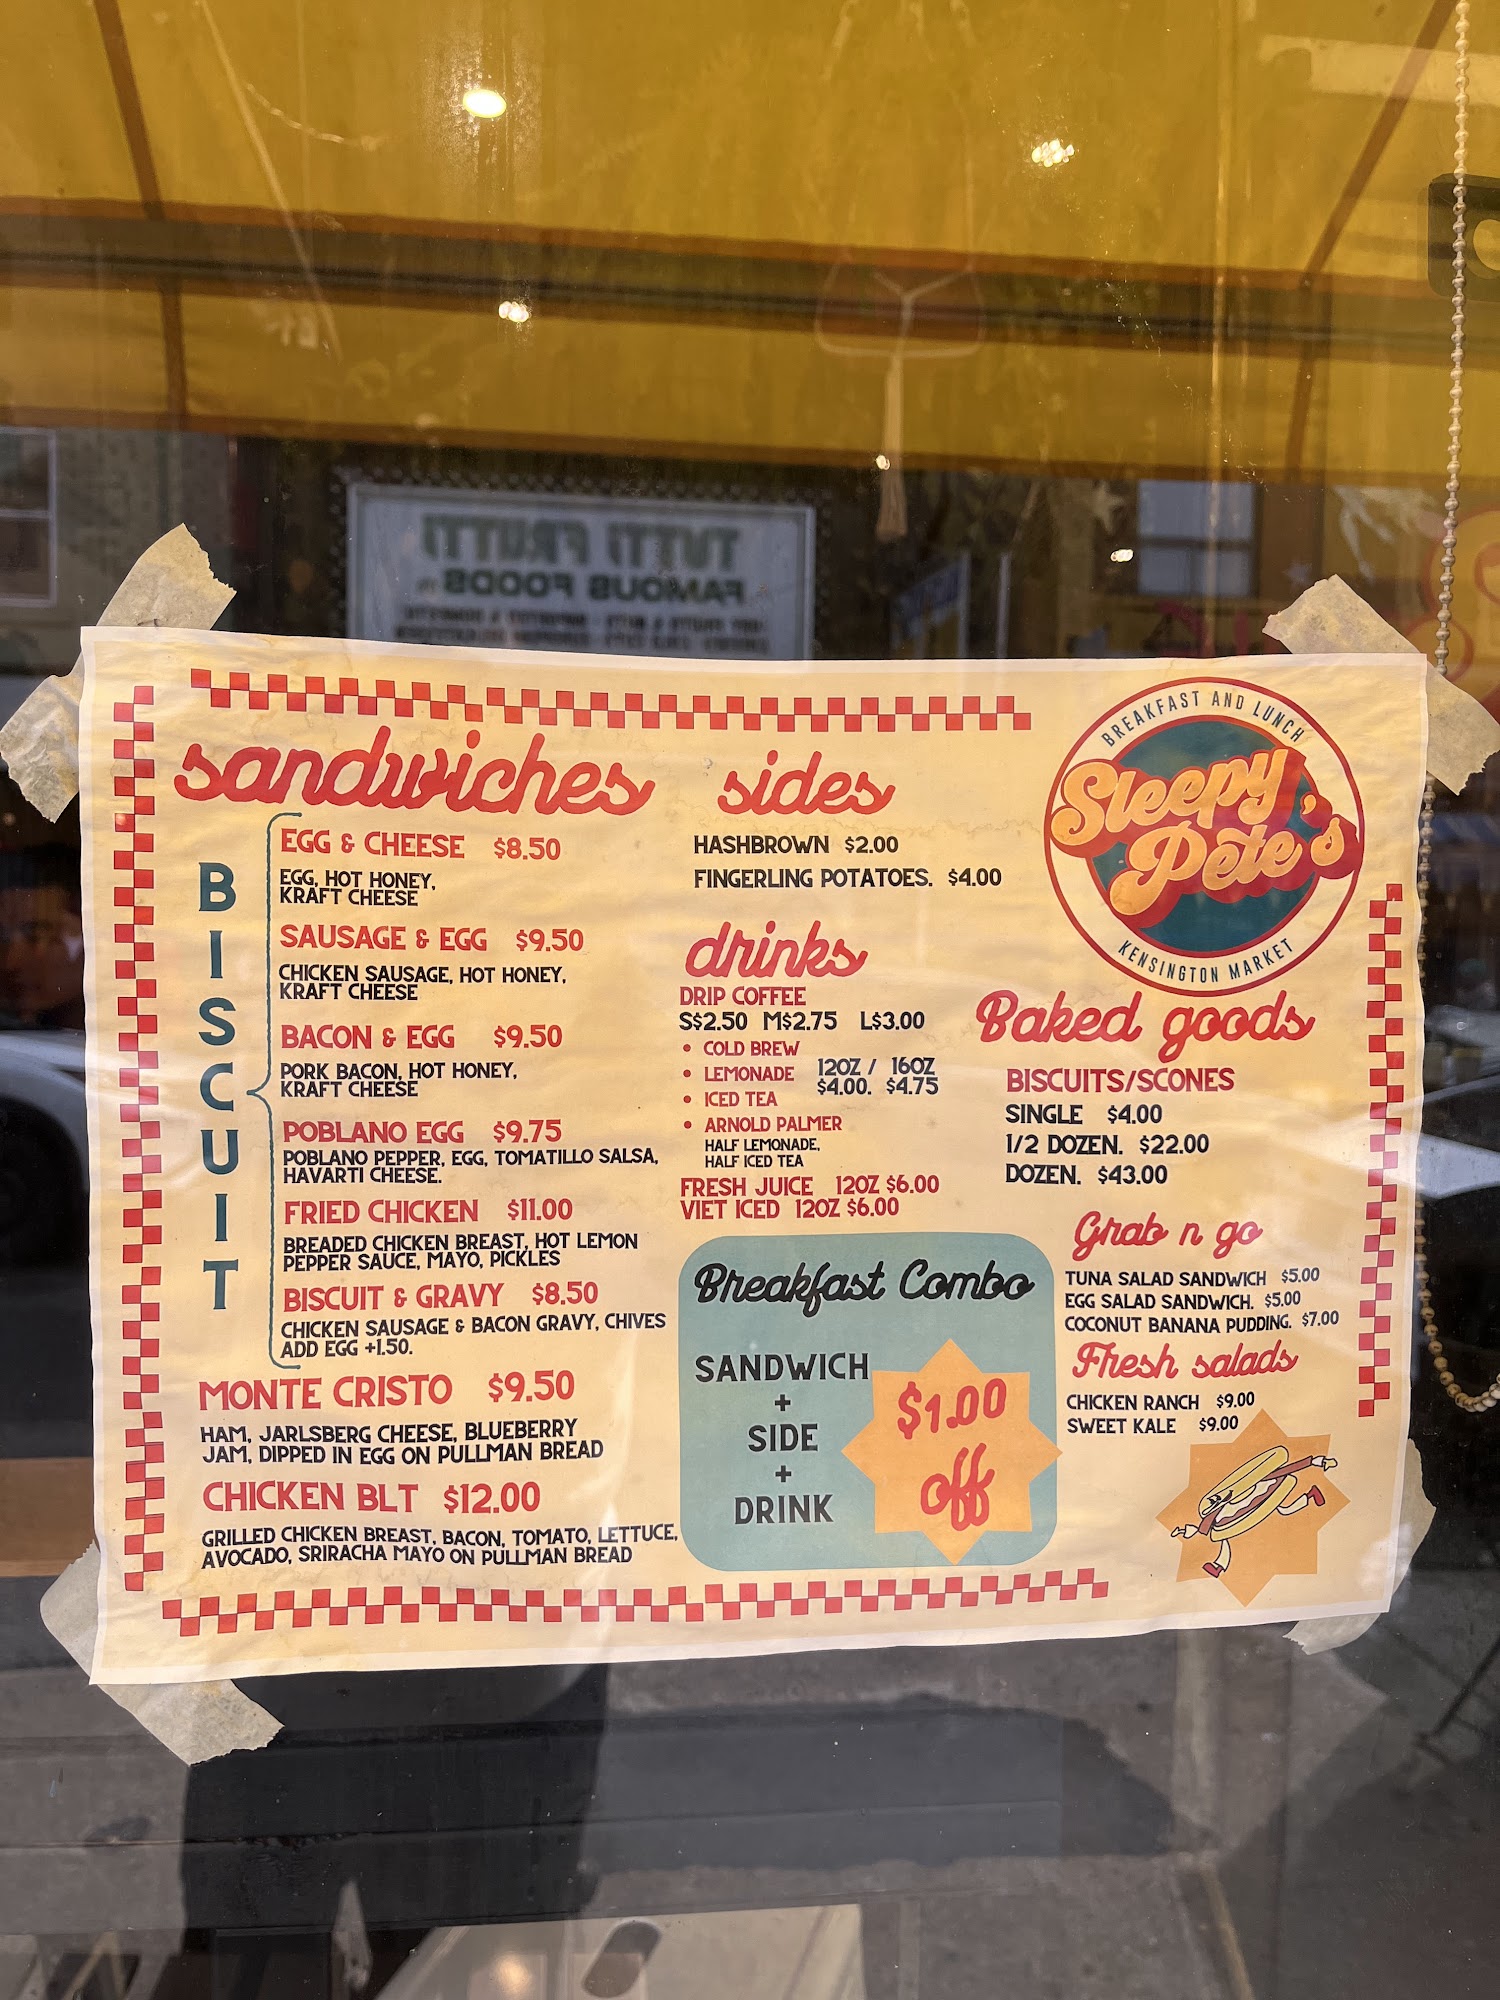 TUTTI FRUTTI
FAMOUS FOODS
BREAKFAST AND LUNCH
Sleepy
Pete's
KENSINGTON MARKET
sandwiches
BISCUIT
EGG & CHEESE $8.50
EGG, HOT HONEY,
KRAFT CHEESE
SAUSAGE & EGG $9.50
CHICKEN SAUSAGE, HOT HONEY,
KRAFT CHEESE
BACON & EGG $9.50
PORK BACON, HOT HONEY,
KRAFT CHEESE
POBLANO EGG $9.75
POBLANO PEPPER, EGG, TOMATILLO SALSA,
HAVARTI CHEESE.
FRIED CHICKEN $11.00
BREADED CHICKEN BREAST, HOT LEMON
PEPPER SAUCE, MAYO, PICKLES
BISCUIT & GRAVY $8.50
CHICKEN SAUSAGE & BACON GRAVY, CHIVES
ADD EGG +1.50.
MONTE CRISTO $9.50
HAM, JARLSBERG CHEESE, BLUEBERRY
JAM, DIPPED IN EGG ON PULLMAN BREAD
CHICKEN BLT $12.00
GRILLED CHICKEN BREAST, BACON, TOMATO, LETTUCE,
AVOCADO, SRIRACHA MAYO ON PULLMAN BREAD
sides
HASHBROWN $2.00
FINGERLING POTATOES. $4.00
drinks
DRIP COFFEE
S$2.50 M$2.75 L$3.00
• COLD BREW
• LEMONADE 12OZ / 16OZ
$4.00. $4.75
• ICED TEA
• ARNOLD PALMER
HALF LEMONADE,
HALF ICED TEA
FRESH JUICE 12OZ $6.00
VIET ICED 12OZ $6.00
Breakfast Combo
SANDWICH
+
SIDE
+
DRINK
$1.00
off
Baked goods
BISCUITS/SCONES
SINGLE $4.00
1/2 DOZEN. $22.00
DOZEN. $43.00
Grab n go
TUNA SALAD SANDWICH $5.00
EGG SALAD SANDWICH. $5.00
COCONUT BANANA PUDDING. $7.00
Fresh salads
CHICKEN RANCH $9.00
SWEET KALE $9.00